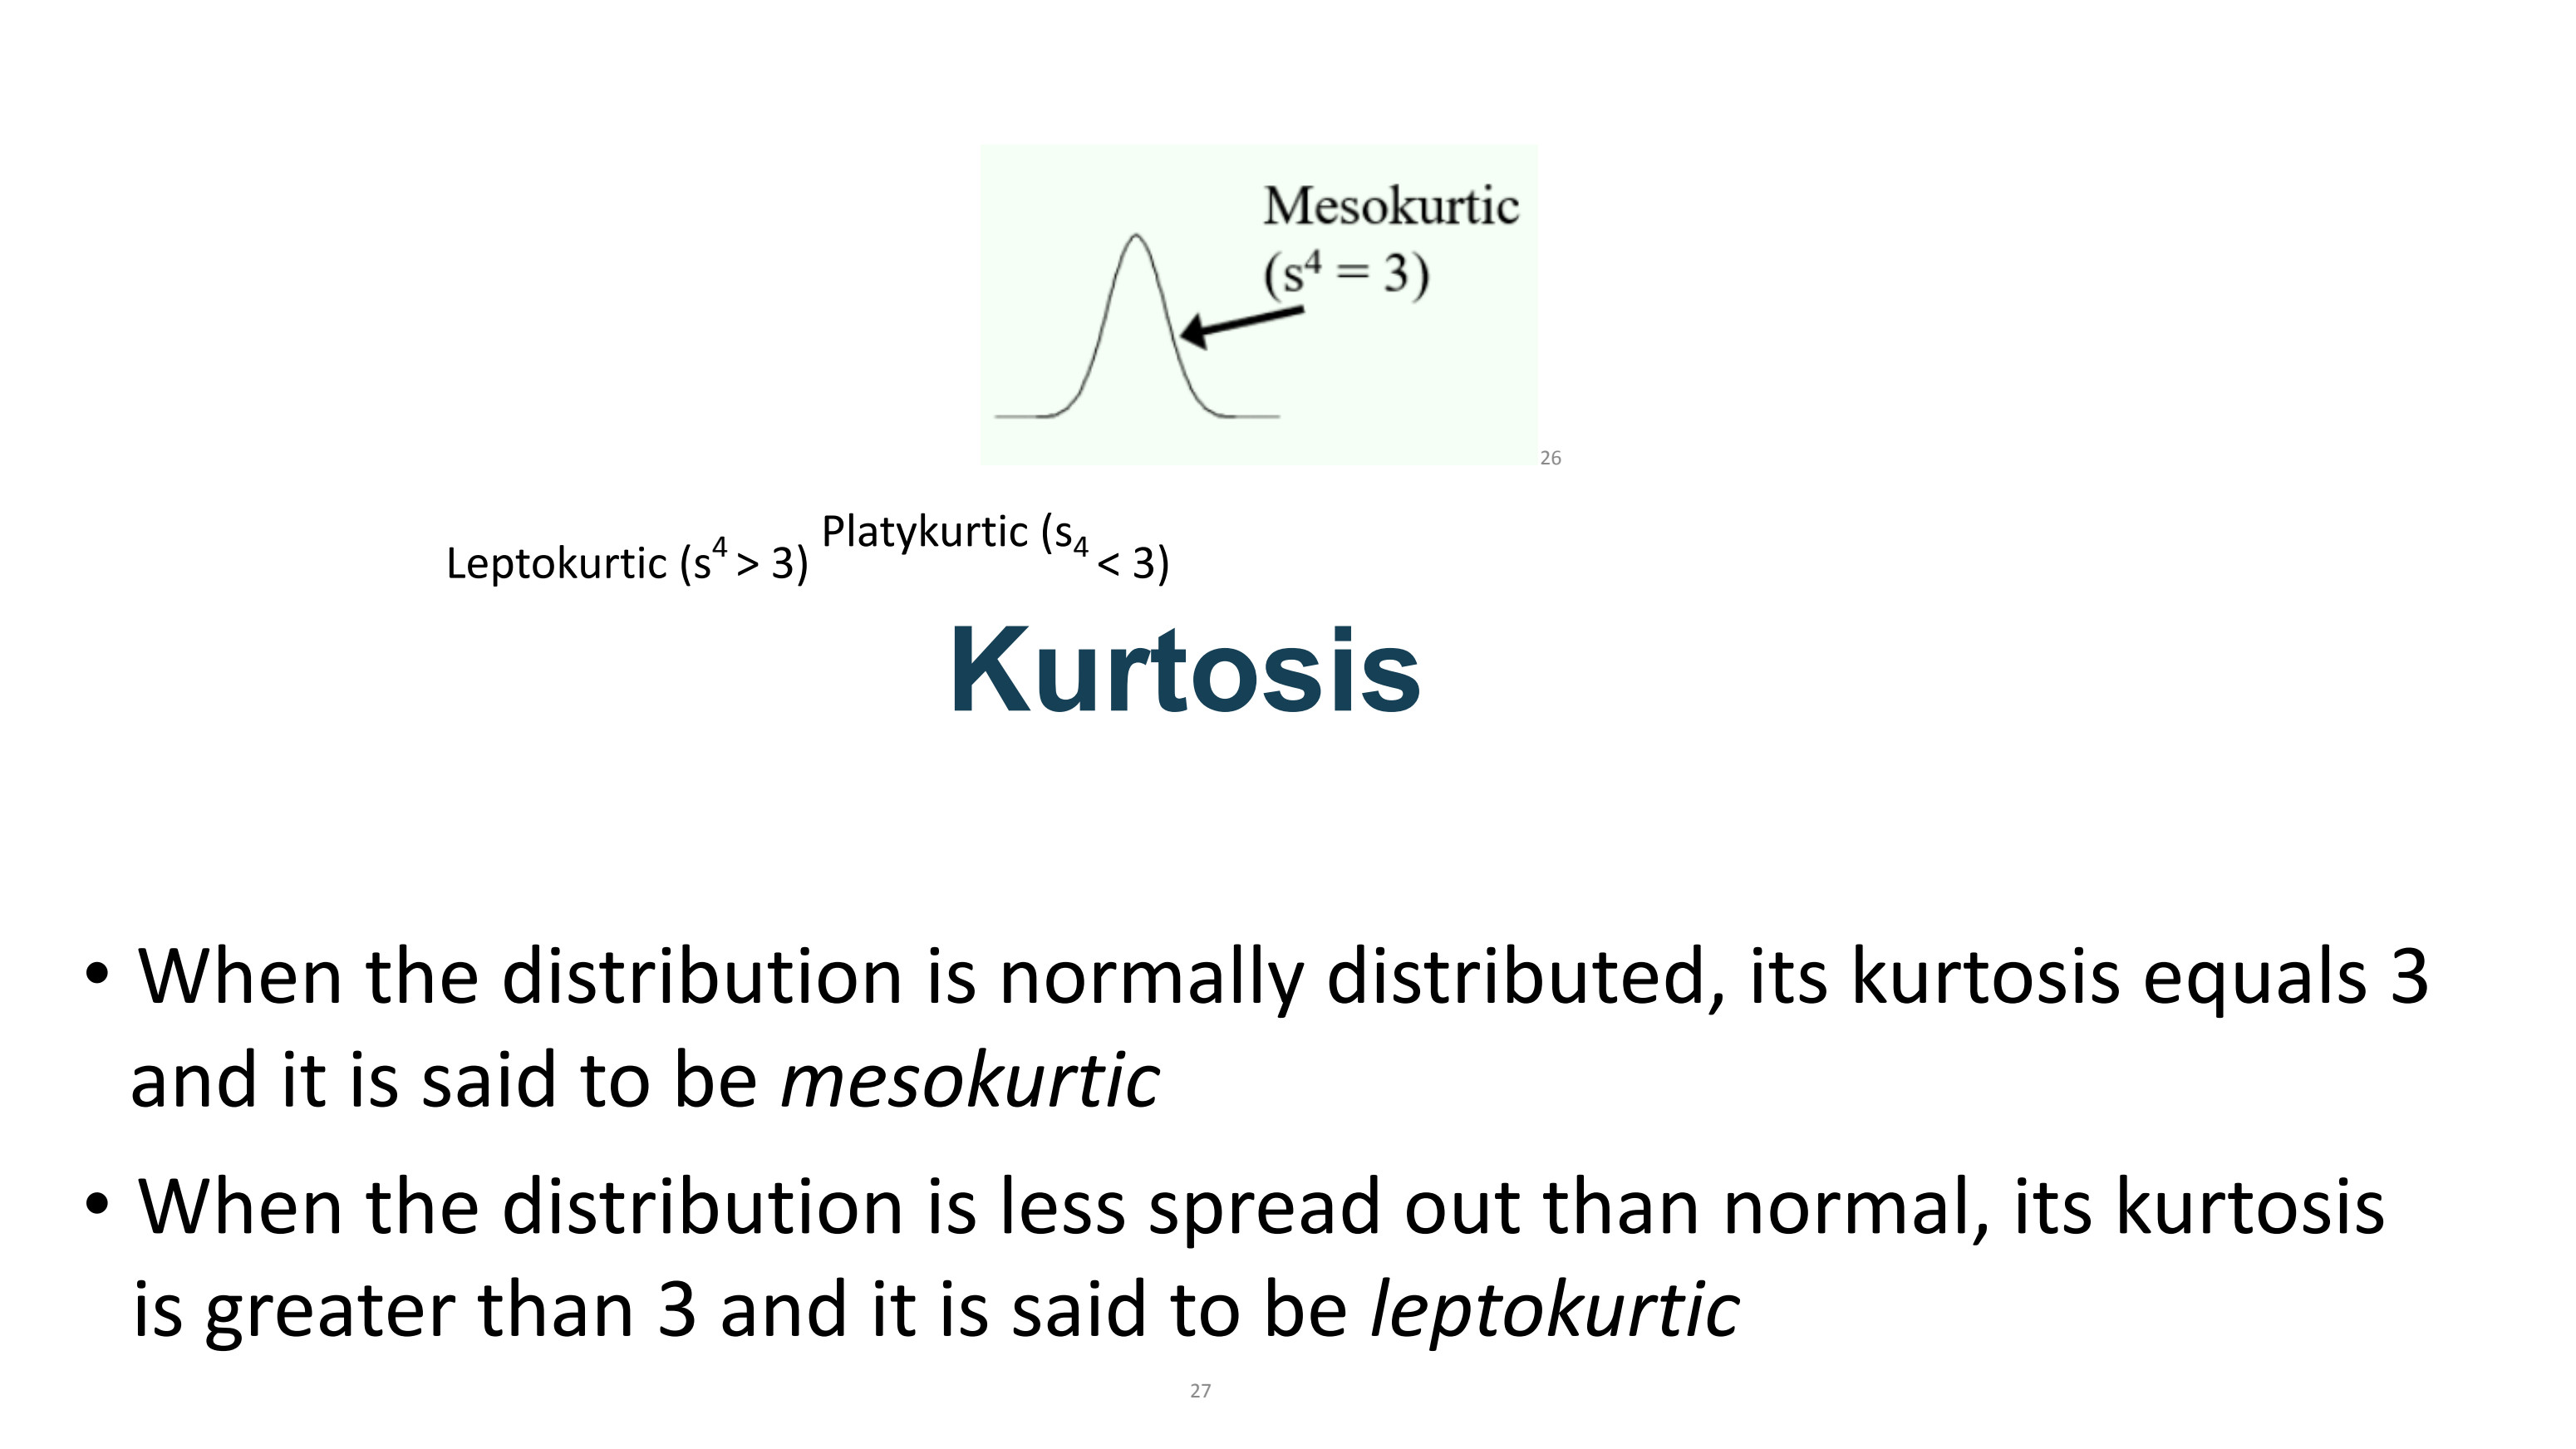 Mesokurtic
(s⁴ = 3)
26
Leptokurtic (s⁴ > 3) Platykurtic (s₄ < 3)
Kurtosis
• When the distribution is normally distributed, its kurtosis equals 3
and it is said to be mesokurtic
• When the distribution is less spread out than normal, its kurtosis
is greater than 3 and it is said to be leptokurtic
27